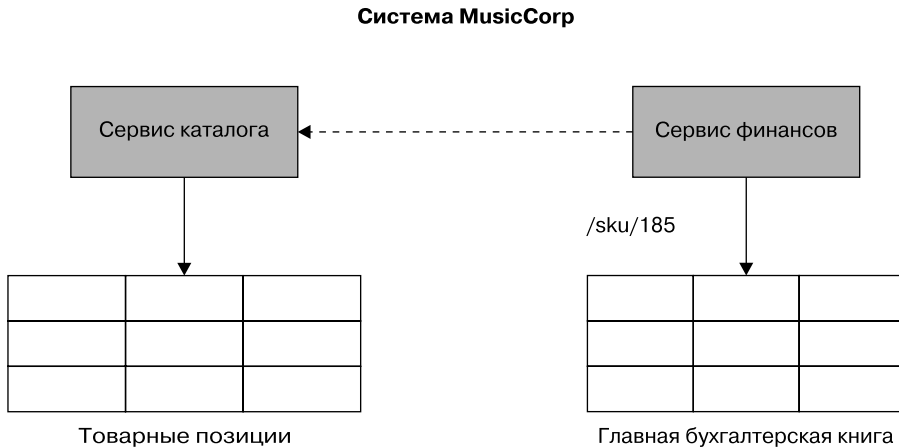 Система MusicCorp
Сервис каталога
Сервис финансов
/sku/185
Товарные позиции
Главная бухгалтерская книга